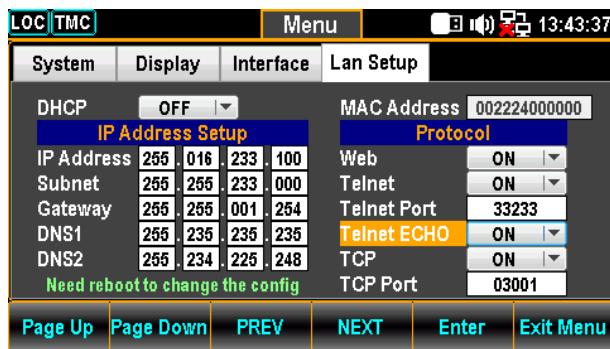 LOC TMC Menu 13:43:37
System Display Interface Lan Setup
DHCP OFF MAC Address 002224000000
IP Address Setup Protocol
IP Address 255 . 016 . 233 . 100 Web ON
Subnet 255 . 255 . 233 . 000 Telnet ON
Gateway 255 . 255 . 001 . 254 Telnet Port 33233
DNS1 255 . 235 . 235 . 235 Telnet ECHO ON
DNS2 255 . 234 . 225 . 248 TCP ON
Need reboot to change the config TCP Port 03001
Page Up Page Down PREV NEXT Enter Exit Menu